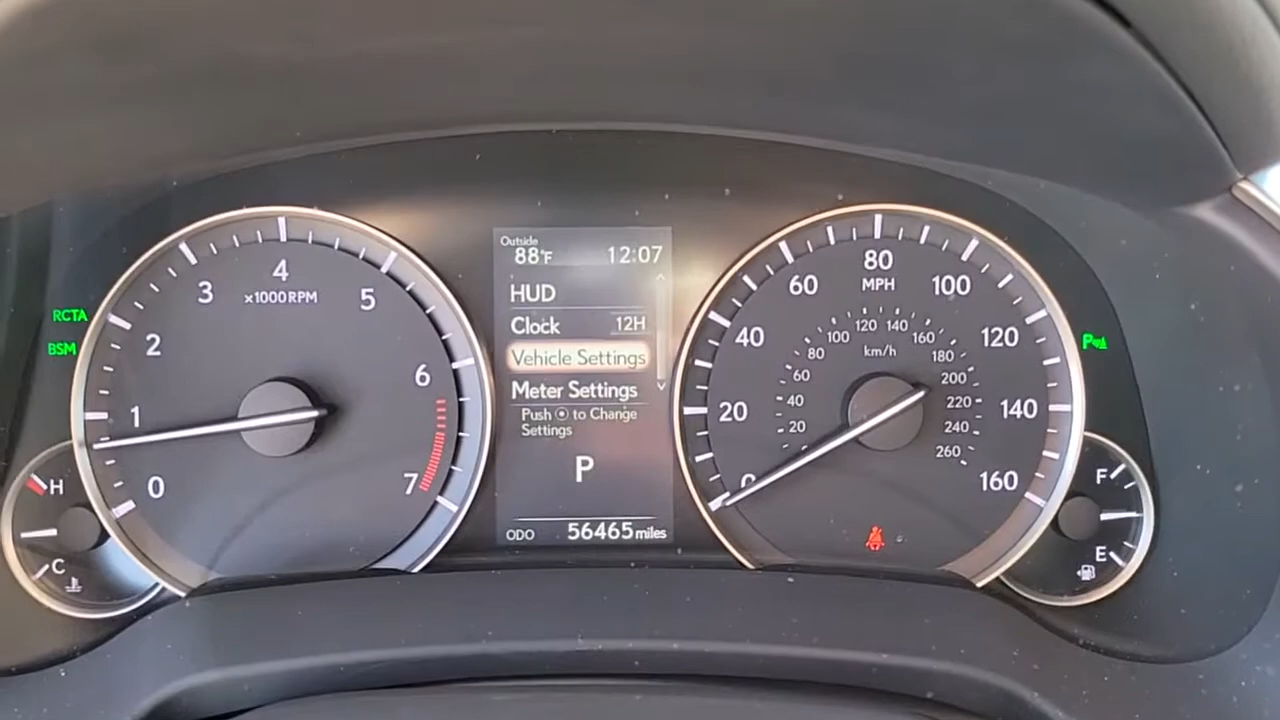 RCTA
BSM
0
1
2
3
4
5
6
7
x1000RPM
H
C
Outside
88°F 12:07
HUD
Clock 12H
Vehicle Settings
Meter Settings
Push ⦿ to Change
Settings
P
ODO 56465 miles
0
20
40
60
80
100
120
140
160
MPH
20
40
60
80
100
120
140
160
180
200
220
240
260
km/h
P
F
E